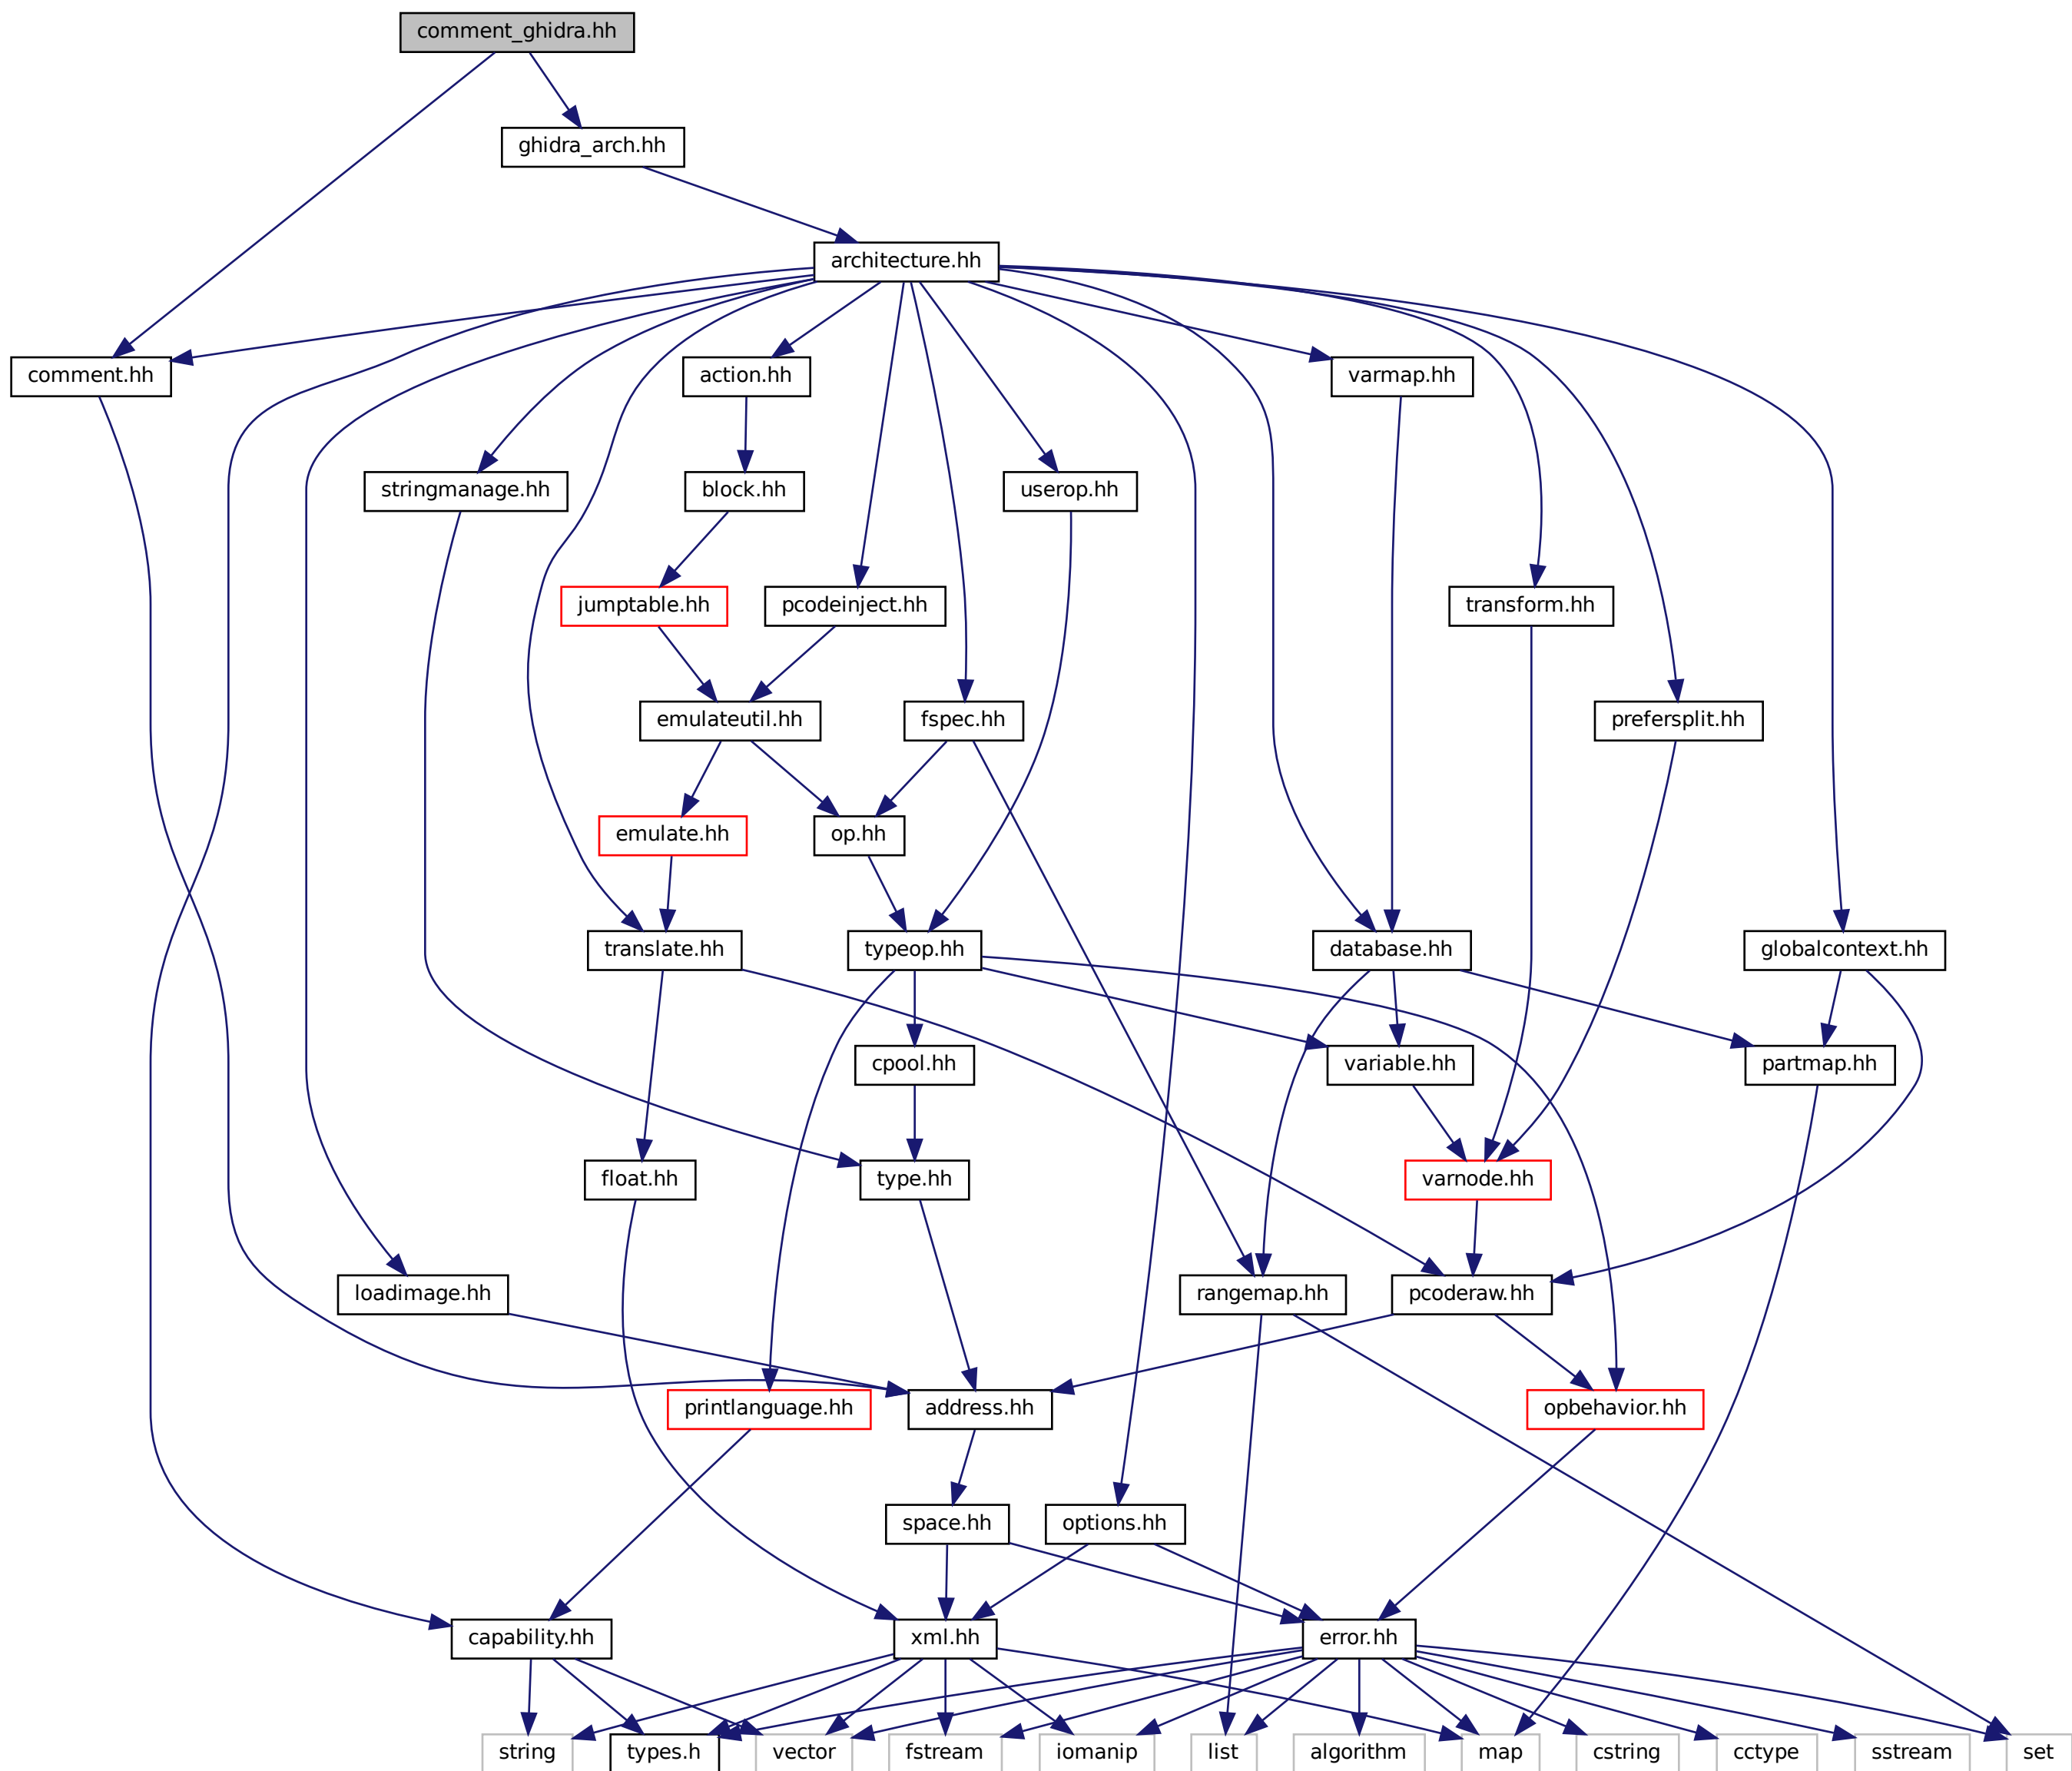 comment_ghidra.hh
ghidra_arch.hh
architecture.hh
comment.hh
action.hh
varmap.hh
stringmanage.hh
block.hh
userop.hh
jumptable.hh
pcodeinject.hh
transform.hh
emulateutil.hh
fspec.hh
prefersplit.hh
emulate.hh
op.hh
translate.hh
typeop.hh
database.hh
globalcontext.hh
cpool.hh
variable.hh
partmap.hh
float.hh
type.hh
varnode.hh
loadimage.hh
rangemap.hh
pcoderaw.hh
printlanguage.hh
address.hh
opbehavior.hh
space.hh
options.hh
capability.hh
xml.hh
error.hh
string
types.h
vector
fstream
iomanip
list
algorithm
map
cstring
cctype
sstream
set